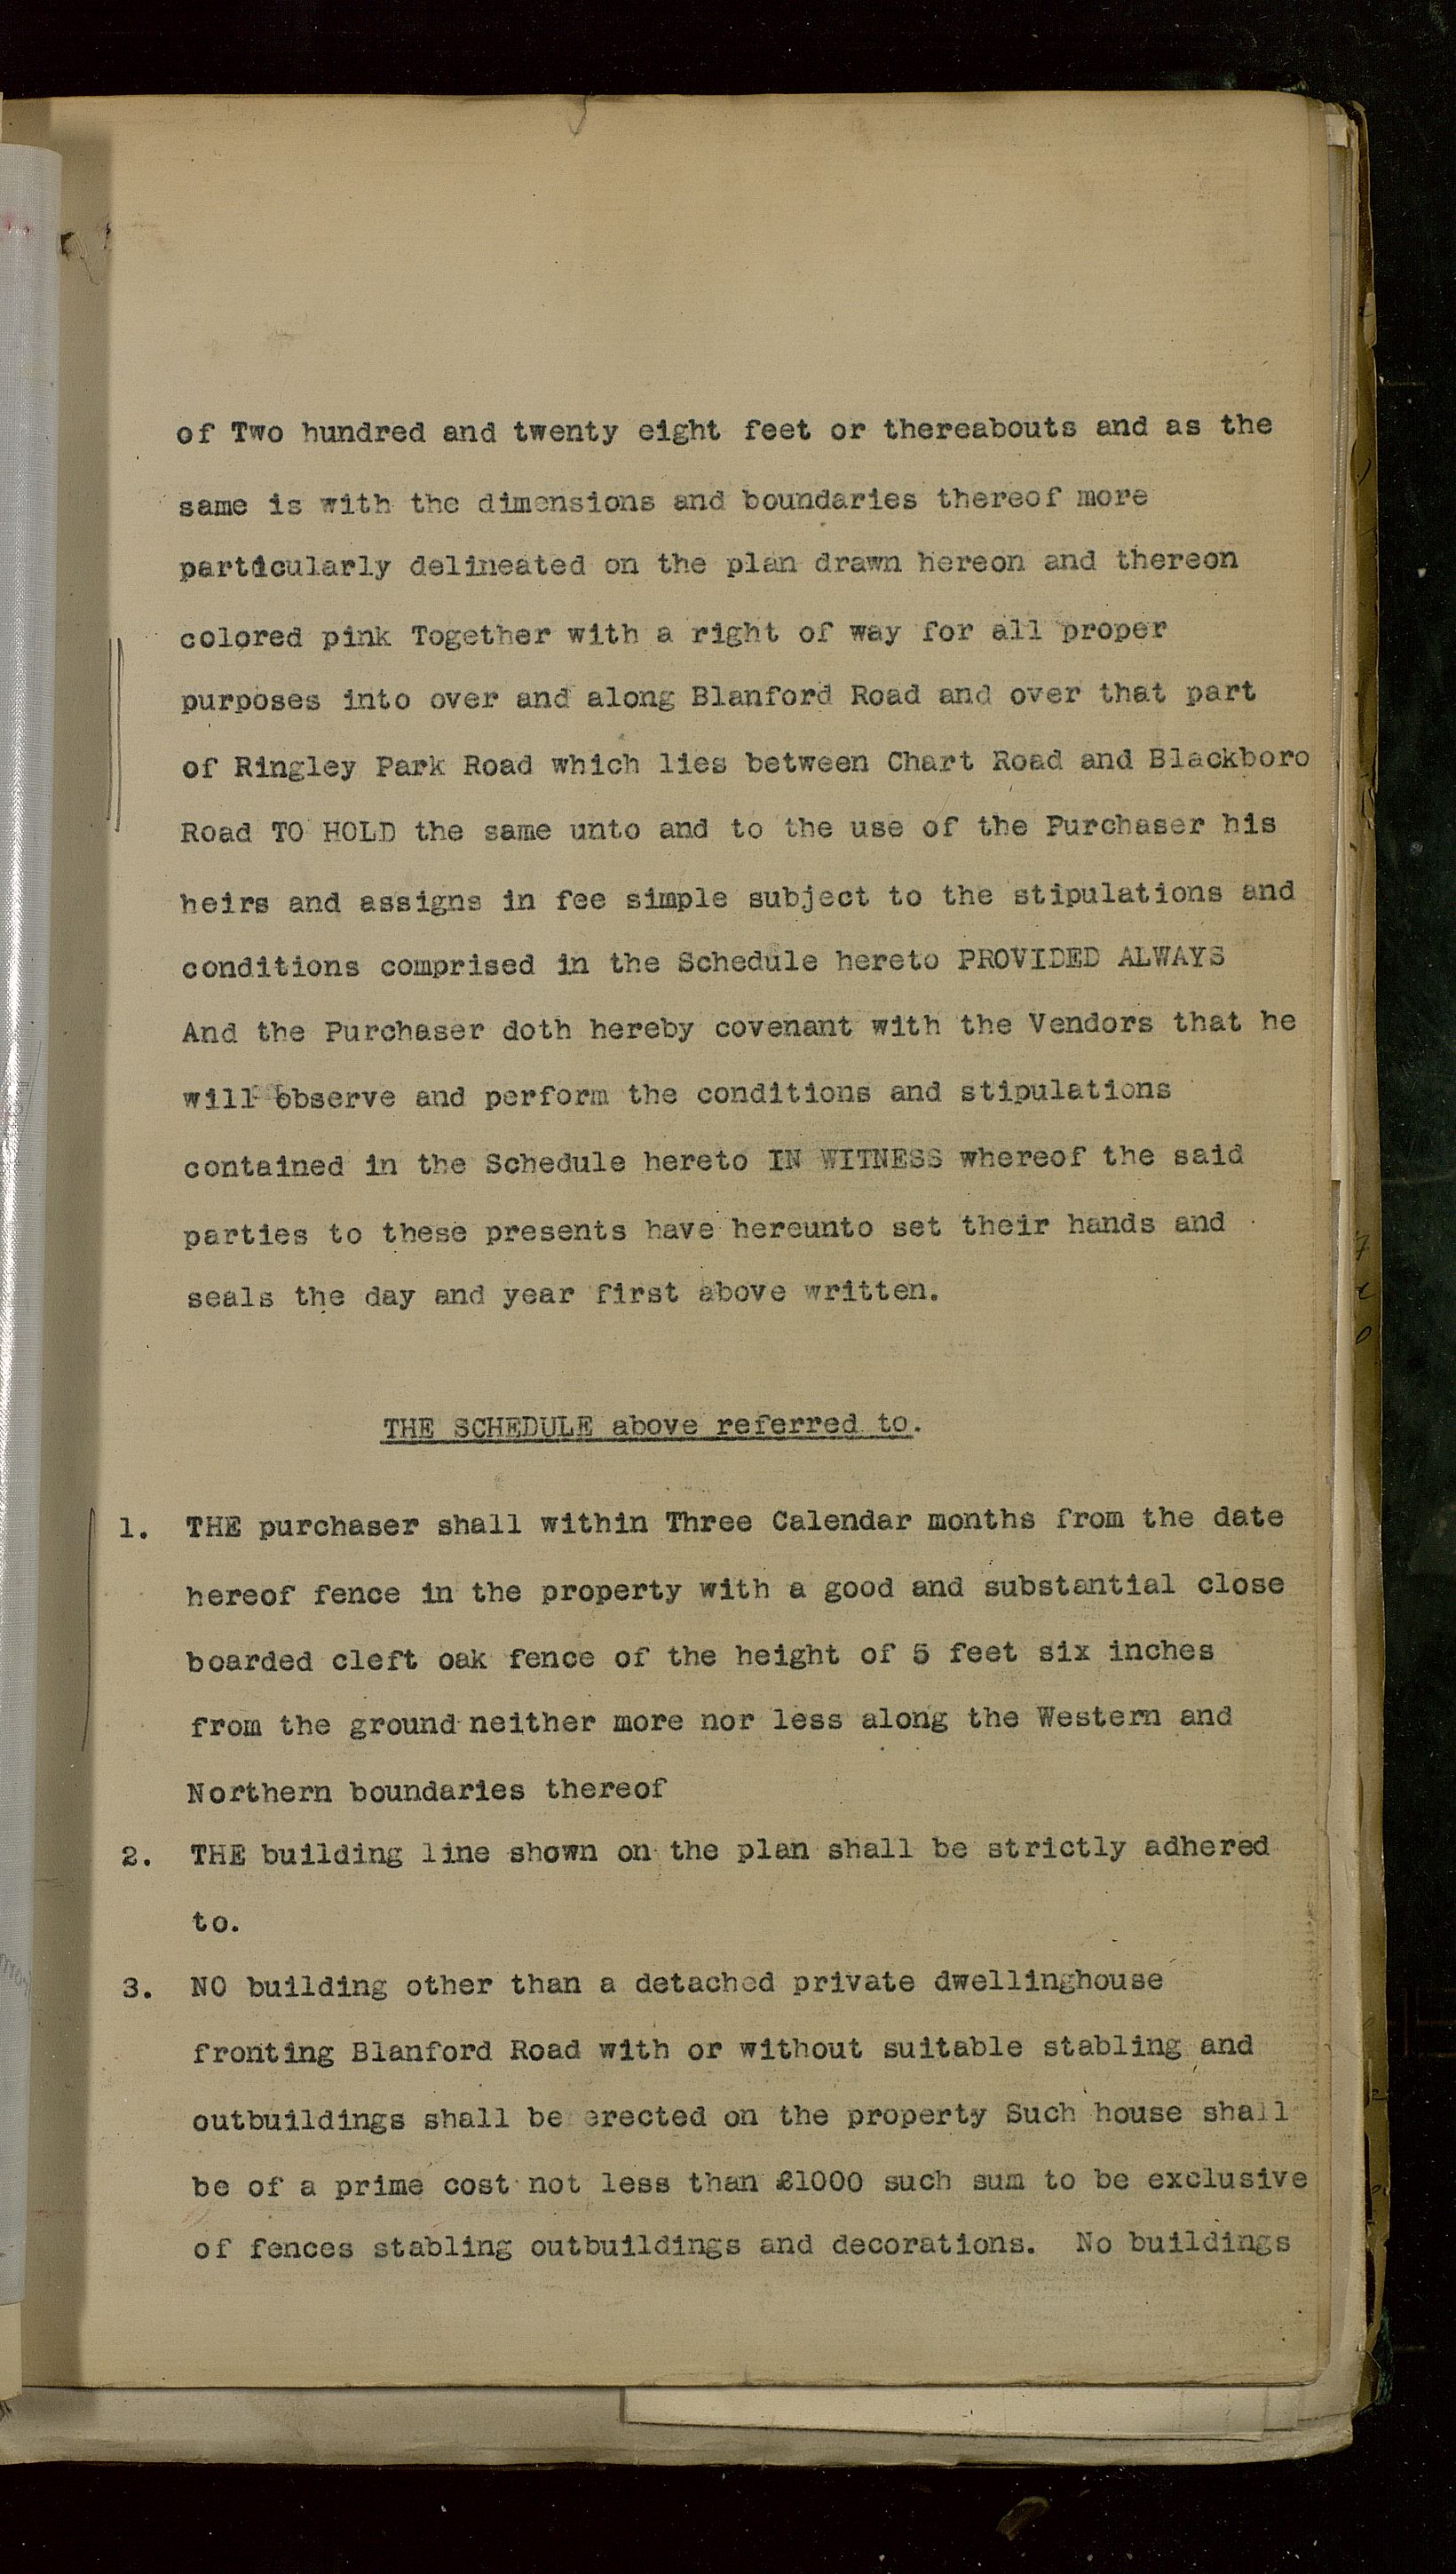 of Two hundred and twenty eight feet or thereabouts and as the
same is with the dimensions and boundaries thereof more
particularly delineated on the plan drawn hereon and thereon
colored pink Together with a right of way for all proper
purposes into over and along Blanford Road and over that part
of Ringley Park Road which lies between Chart Road and Blackboro
Road TO HOLD the same unto and to the use of the Purchaser his
heirs and assigns in fee simple subject to the stipulations and
conditions comprised in the Schedule hereto PROVIDED ALWAYS
And the Purchaser doth hereby covenant with the Vendors that he
will observe and perform the conditions and stipulations
contained in the Schedule hereto IN WITNESS whereof the said
parties to these presents have hereunto set their hands and
seals the day and year first above written.
THE SCHEDULE above referred to.
1. THE purchaser shall within Three Calendar months from the date
hereof fence in the property with a good and substantial close
boarded cleft oak fence of the height of 5 feet six inches
from the ground neither more nor less along the Western and
Northern boundaries thereof
2. THE building line shown on the plan shall be strictly adhered
to.
3. NO building other than a detached private dwellinghouse
fronting Blanford Road with or without suitable stabling and
outbuildings shall be erected on the property Such house shall
be of a prime cost not less than £1000 such sum to be exclusive
of fences stabling outbuildings and decorations. No buildings